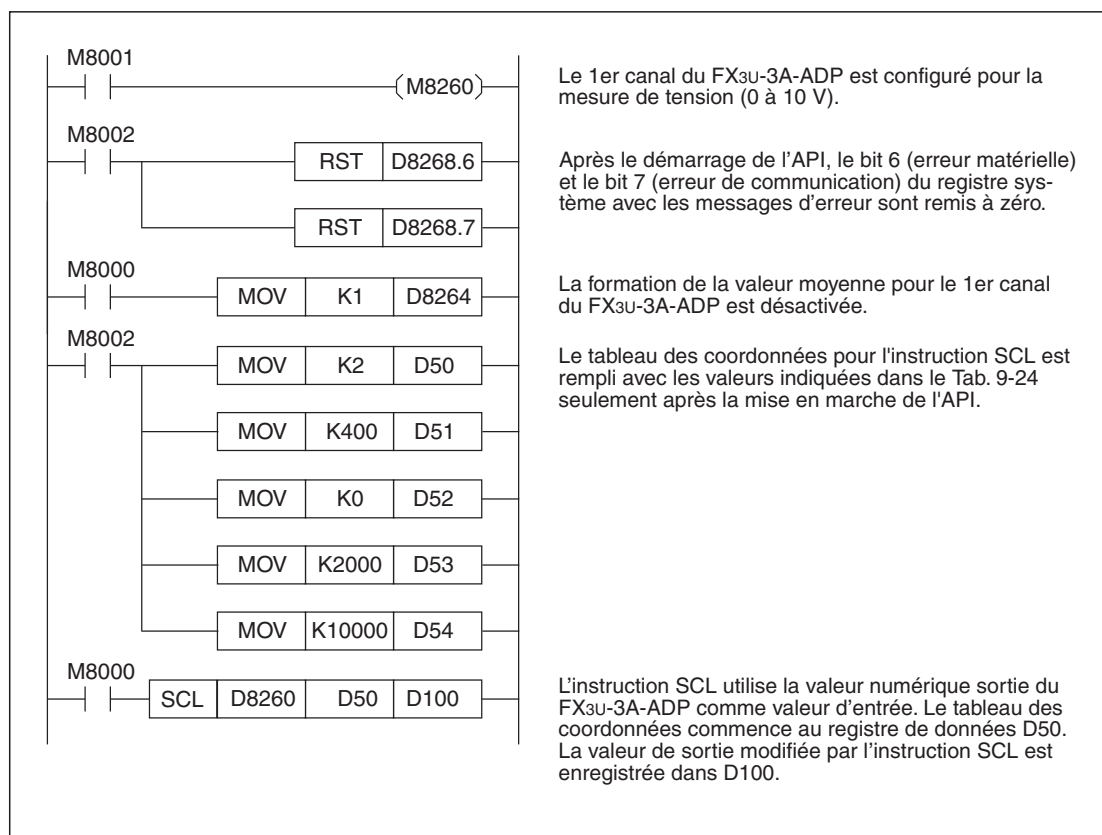 M8001
M8260
Le 1er canal du FX3U-3A-ADP est configuré pour la
mesure de tension (0 à 10 V).
M8002
RST D8268.6
Après le démarrage de l'API, le bit 6 (erreur matérielle)
et le bit 7 (erreur de communication) du registre sys-
tème avec les messages d'erreur sont remis à zéro.
RST D8268.7
M8000
MOV K1 D8264
La formation de la valeur moyenne pour le 1er canal
du FX3U-3A-ADP est désactivée.
M8002
MOV K2 D50
Le tableau des coordonnées pour l'instruction SCL est
rempli avec les valeurs indiquées dans le Tab. 9-24
seulement après la mise en marche de l'API.
MOV K400 D51
MOV K0 D52
MOV K2000 D53
MOV K10000 D54
M8000
SCL D8260 D50 D100
L'instruction SCL utilise la valeur numérique sortie du
FX3U-3A-ADP comme valeur d'entrée. Le tableau des
coordonnées commence au registre de données D50.
La valeur de sortie modifiée par l'instruction SCL est
enregistrée dans D100.